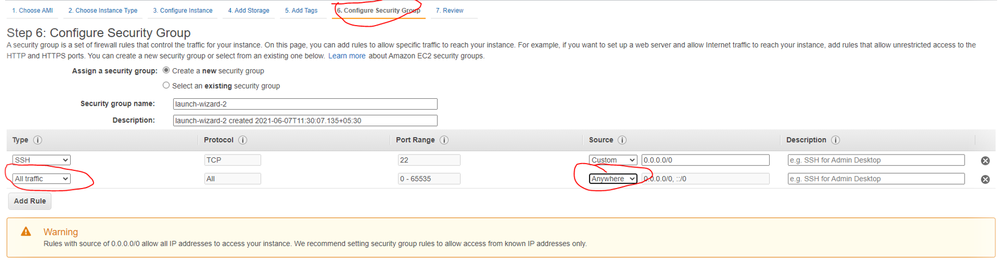 1. Choose AMI 2. Choose Instance Type 3. Configure Instance 4. Add Storage 5. Add Tags 6. Configure Security Group 7. Review
Step 6: Configure Security Group
A security group is a set of firewall rules that control the traffic for your instance. On this page, you can add rules to allow specific traffic to reach your instance. For example, if you want to set up a web server and allow Internet traffic to reach your instance, add rules that allow unrestricted access to the
HTTP and HTTPS ports. You can create a new security group or select from an existing one below. Learn more about Amazon EC2 security groups.
Assign a security group: Create a new security group
Select an existing security group
Security group name: launch-wizard-2
Description: launch-wizard-2 created 2021-06-07T11:30:07.135+05:30
Type i Protocol i Port Range i Source i Description i
SSH TCP 22 Custom 0.0.0.0/0 e.g. SSH for Admin Desktop
All traffic All 0 - 65535 Anywhere 0.0.0.0/0, ::/0 e.g. SSH for Admin Desktop
Add Rule
Warning
Rules with source of 0.0.0.0/0 allow all IP addresses to access your instance. We recommend setting security group rules to allow access from known IP addresses only.